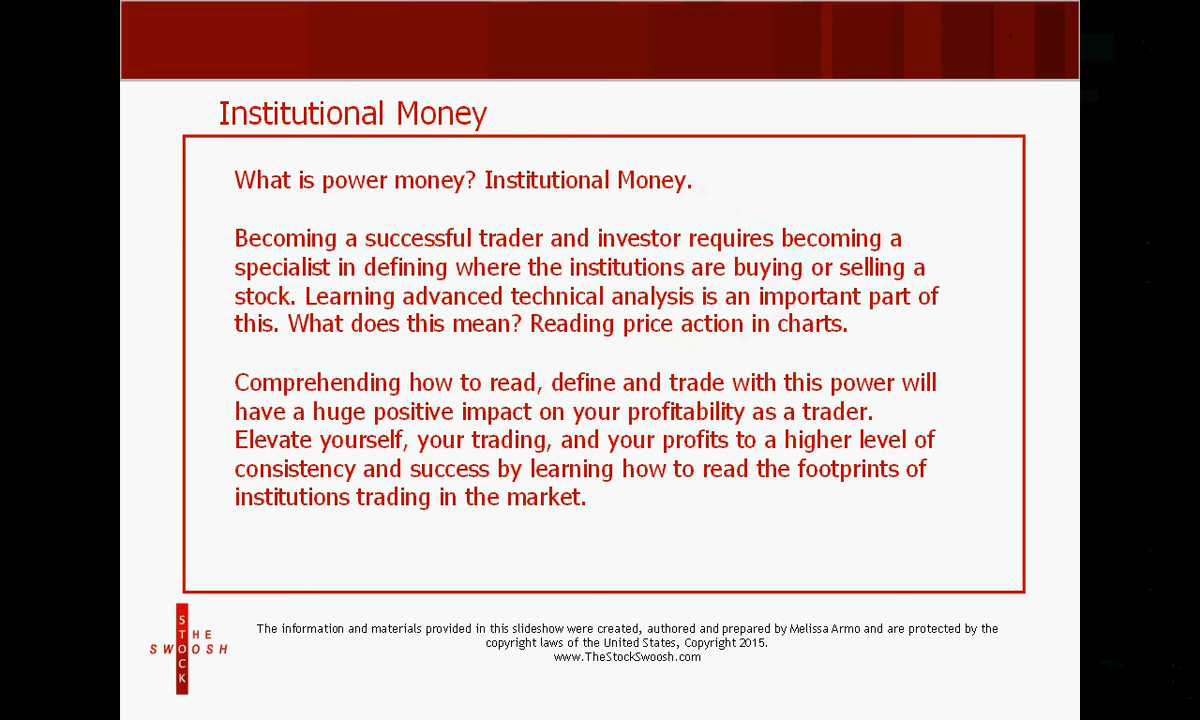 Institutional Money
What is power money? Institutional Money.
Becoming a successful trader and investor requires becoming a
specialist in defining where the institutions are buying or selling a
stock. Learning advanced technical analysis is an important part of
this. What does this mean? Reading price action in charts.
Comprehending how to read, define and trade with this power will
have a huge positive impact on your profitability as a trader.
Elevate yourself, your trading, and your profits to a higher level of
consistency and success by learning how to read the footprints of
institutions trading in the market.
THE
STOCK
SWOOSH
The information and materials provided in this slideshow were created, authored and prepared by Melissa Armo and are protected by the
copyright laws of the United States, Copyright 2015.
www.TheStockSwoosh.com